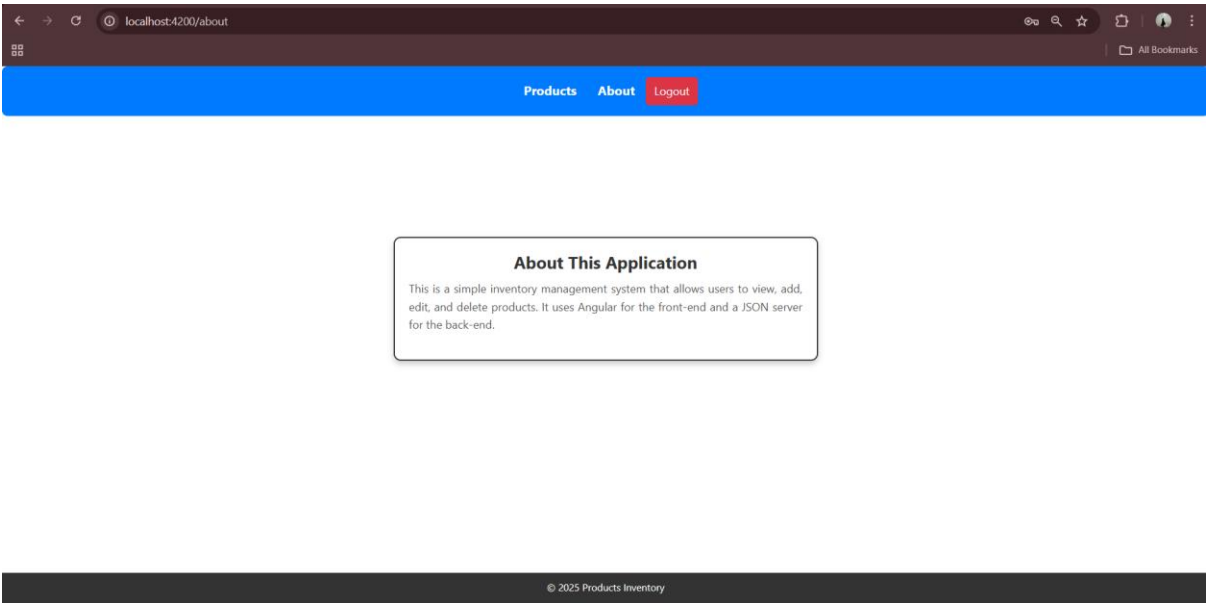 localhost:4200/about
All Bookmarks
Products About Logout
About This Application
This is a simple inventory management system that allows users to view, add,
edit, and delete products. It uses Angular for the front-end and a JSON server
for the back-end.
© 2025 Products Inventory